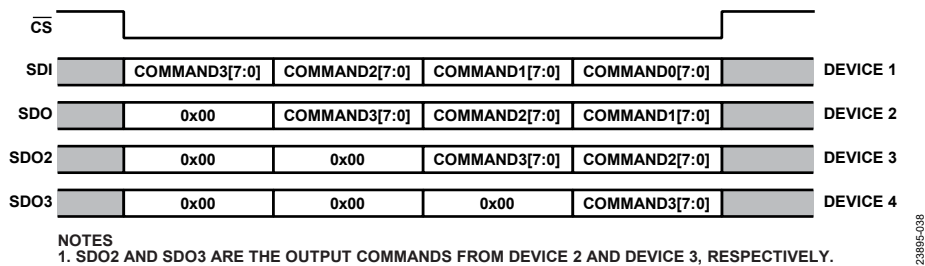 CS
SDI COMMAND3[7:0] COMMAND2[7:0] COMMAND1[7:0] COMMAND0[7:0] DEVICE 1
SDO 0x00 COMMAND3[7:0] COMMAND2[7:0] COMMAND1[7:0] DEVICE 2
SDO2 0x00 0x00 COMMAND3[7:0] COMMAND2[7:0] DEVICE 3
SDO3 0x00 0x00 0x00 COMMAND3[7:0] DEVICE 4
NOTES
1. SDO2 AND SDO3 ARE THE OUTPUT COMMANDS FROM DEVICE 2 AND DEVICE 3, RESPECTIVELY.
23895-038